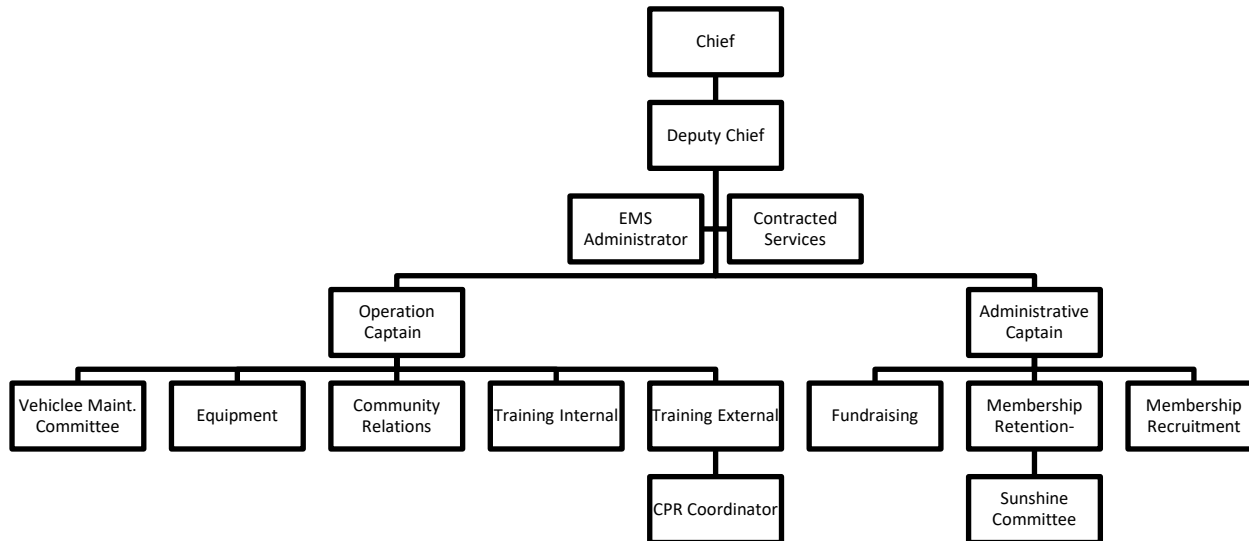 Chief
Deputy Chief
EMS
Administrator
Contracted
Services
Operation
Captain
Administrative
Captain
Vehiclee Maint.
Committee
Equipment
Community
Relations
Training Internal
Training External
Fundraising
Membership
Retention-
Membership
Recruitment
CPR Coordinator
Sunshine
Committee